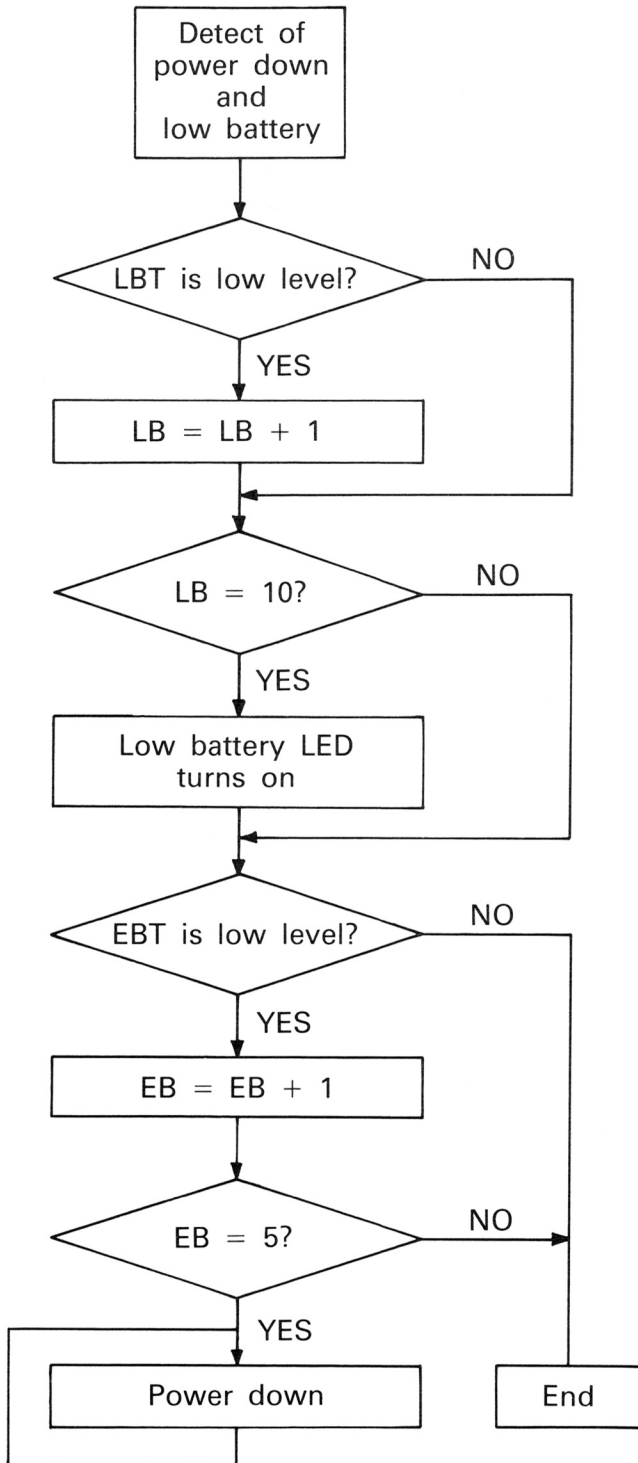 Detect of
power down
and
low battery
LBT is low level?
NO
YES
LB = LB + 1
LB = 10?
NO
YES
Low battery LED
turns on
EBT is low level?
NO
YES
EB = EB + 1
EB = 5?
NO
YES
Power down
End